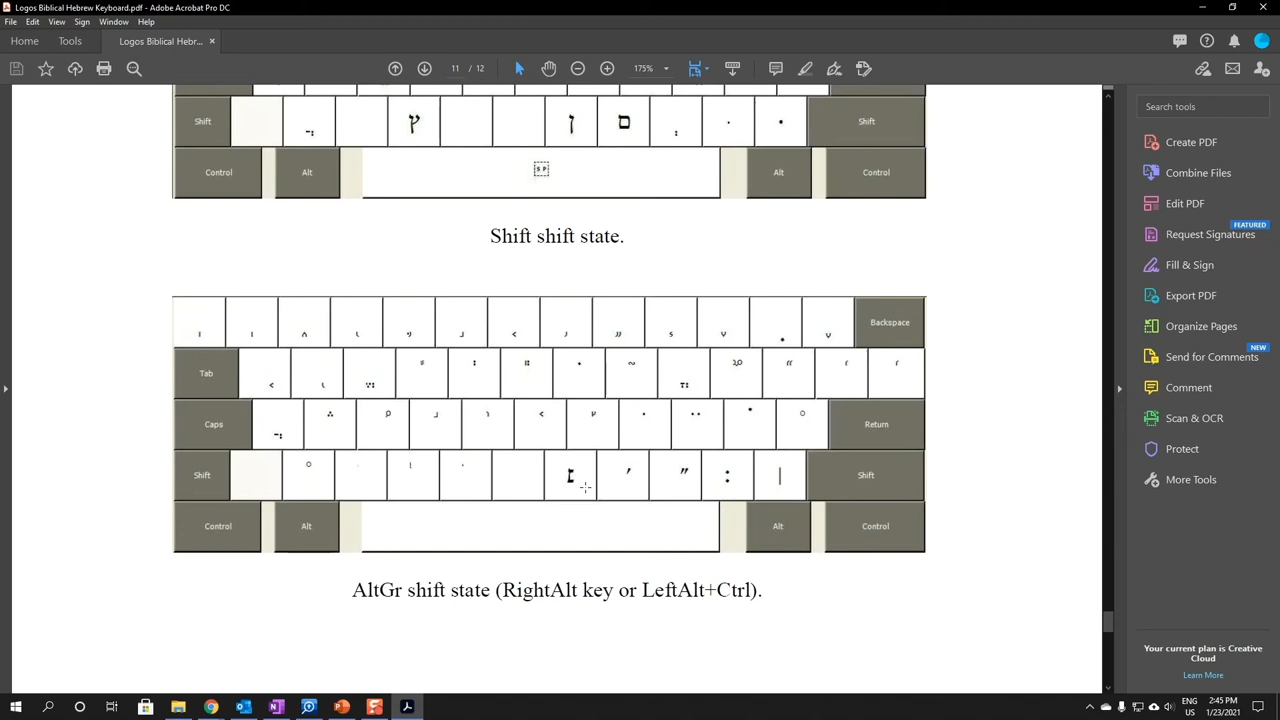 Logos Biblical Hebrew Keyboard.pdf - Adobe Acrobat Pro DC
File Edit View Sign Window Help
Home Tools Logos Biblical Hebr... ×
11 / 12 175%
Search tools
Shift ץ ן ם Shift
Control Alt SP Alt Control
Shift shift state.
Backspace
Tab
Caps Return
Shift ׆ ׳ ״ ׃ | Shift
Control Alt Alt Control
AltGr shift state (RightAlt key or LeftAlt+Ctrl).
Create PDF
Combine Files
Edit PDF
FEATURED
Request Signatures
Fill & Sign
Export PDF
Organize Pages
NEW
Send for Comments
Comment
Scan & OCR
Protect
More Tools
Your current plan is Creative
Cloud
Learn More
ENG
US
2:45 PM
1/23/2021